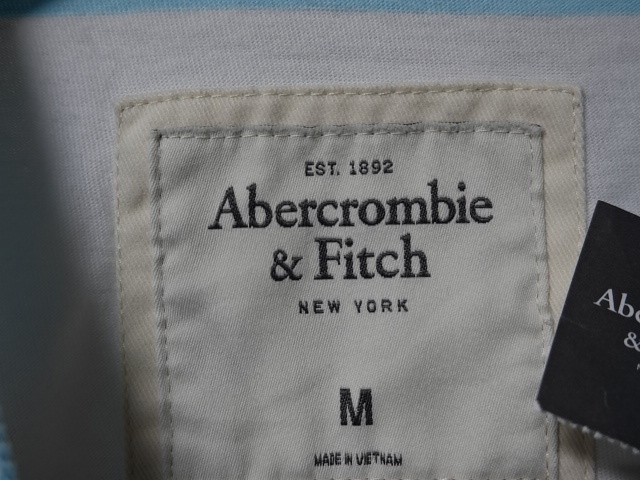 EST. 1892
Abercrombie
& Fitch
NEW YORK
M
MADE IN VIETNAM
&